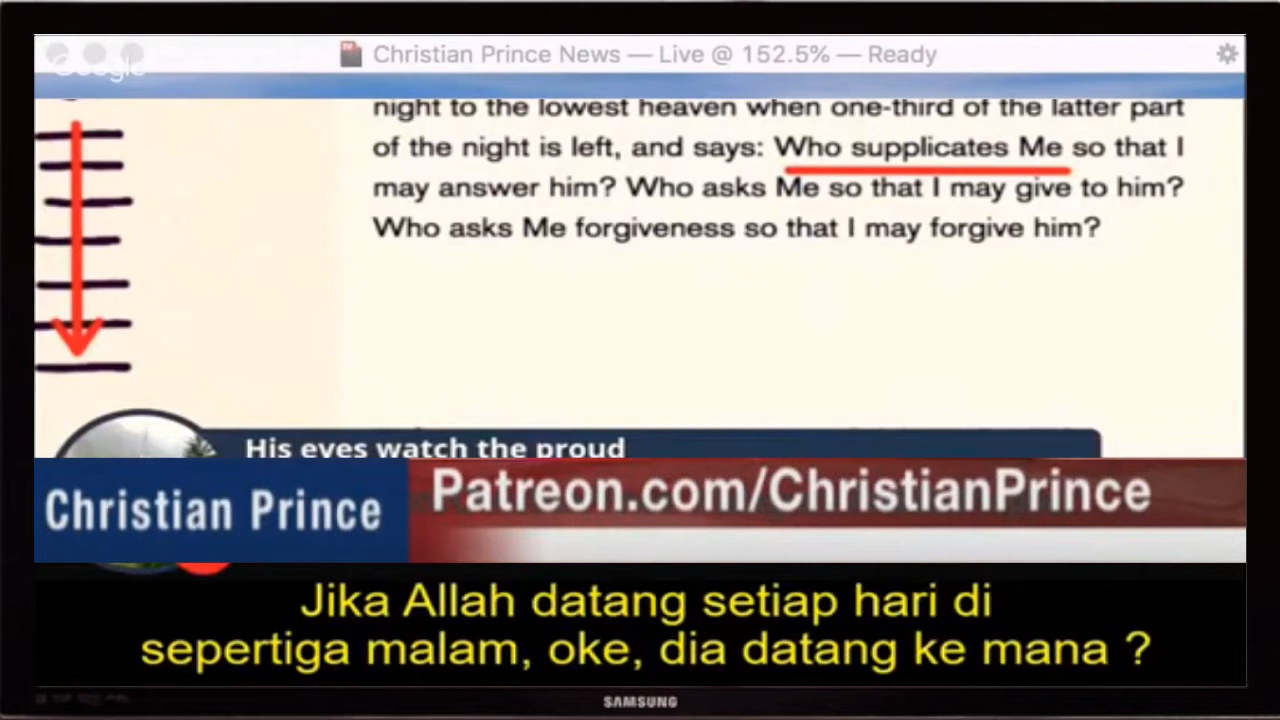 Christian Prince News — Live @ 152.5% — Ready
Google
night to the lowest heaven when one-third of the latter part
of the night is left, and says: Who supplicates Me so that I
may answer him? Who asks Me so that I may give to him?
Who asks Me forgiveness so that I may forgive him?
His eyes watch the proud
Christian Prince
Patreon.com/ChristianPrince
Jika Allah datang setiap hari di
sepertiga malam, oke, dia datang ke mana ?
SAMSUNG